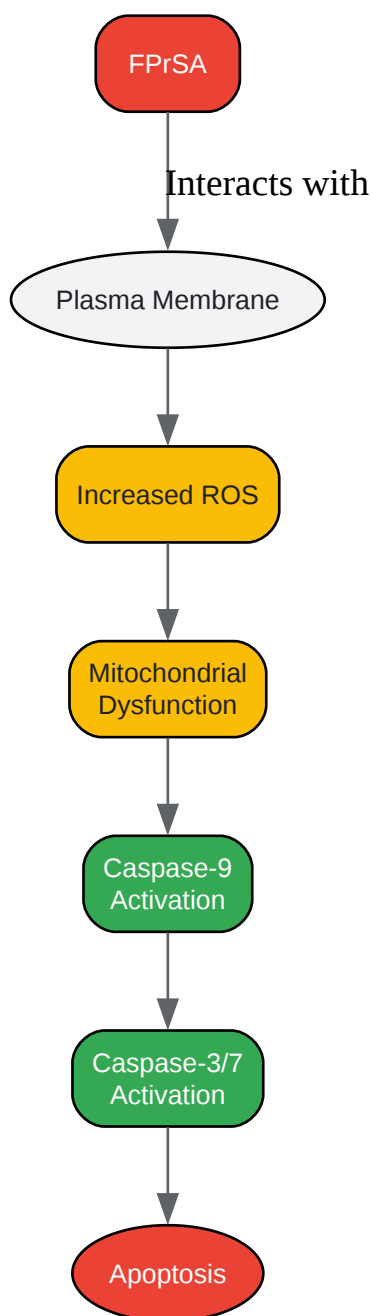 FPrSA
Interacts with
Plasma Membrane
Increased ROS
Mitochondrial
Dysfunction
Caspase-9
Activation
Caspase-3/7
Activation
Apoptosis